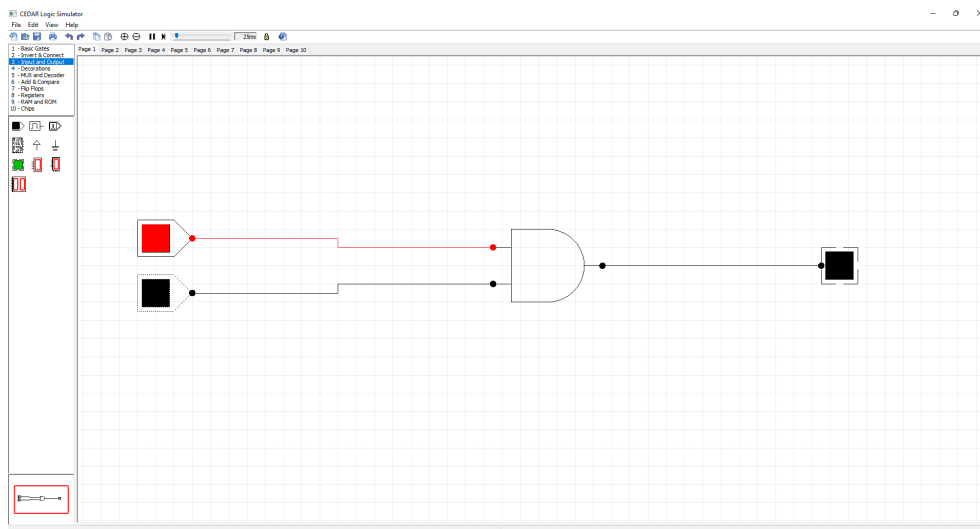 CEDAR Logic Simulator
File Edit View Help
25ms
1 - Basic Gates
2 - Invert & Connect
3 - Input and Output
4 - Decorations
5 - MUX and Decoder
6 - Add & Compare
7 - Flip Flops
8 - Registers
9 - RAM and ROM
10 - Chips
Page 1 Page 2 Page 3 Page 4 Page 5 Page 6 Page 7 Page 8 Page 9 Page 10